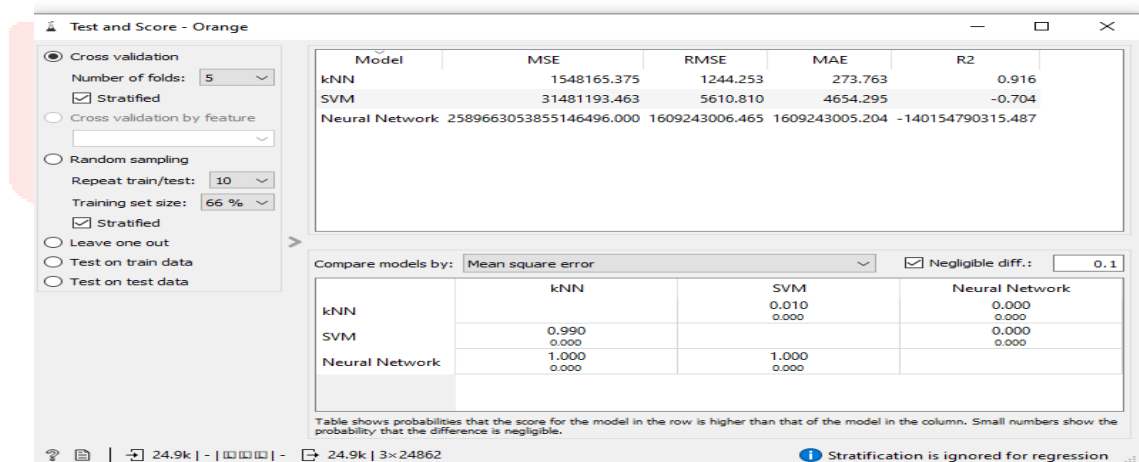 Test and Score - Orange
Cross validation
Number of folds: 5
Stratified
Cross validation by feature
Random sampling
Repeat train/test: 10
Training set size: 66 %
Stratified
Leave one out
Test on train data
Test on test data
Model MSE RMSE MAE R2
kNN 1548165.375 1244.253 273.763 0.916
SVM 31481193.463 5610.810 4654.295 -0.704
Neural Network 2589663053855146496.000 1609243006.465 1609243005.204 -140154790315.487
>
Compare models by: Mean square error Negligible diff.: 0.1
kNN SVM Neural Network
kNN 0.010 0.000
0.000 0.000
SVM 0.990 0.000
0.000 0.000
Neural Network 1.000 1.000
0.000 0.000
Table shows probabilities that the score for the model in the row is higher than that of the model in the column. Small numbers show the
probability that the difference is negligible.
? 24.9k | - | - 24.9k | 3×24862 Stratification is ignored for regression